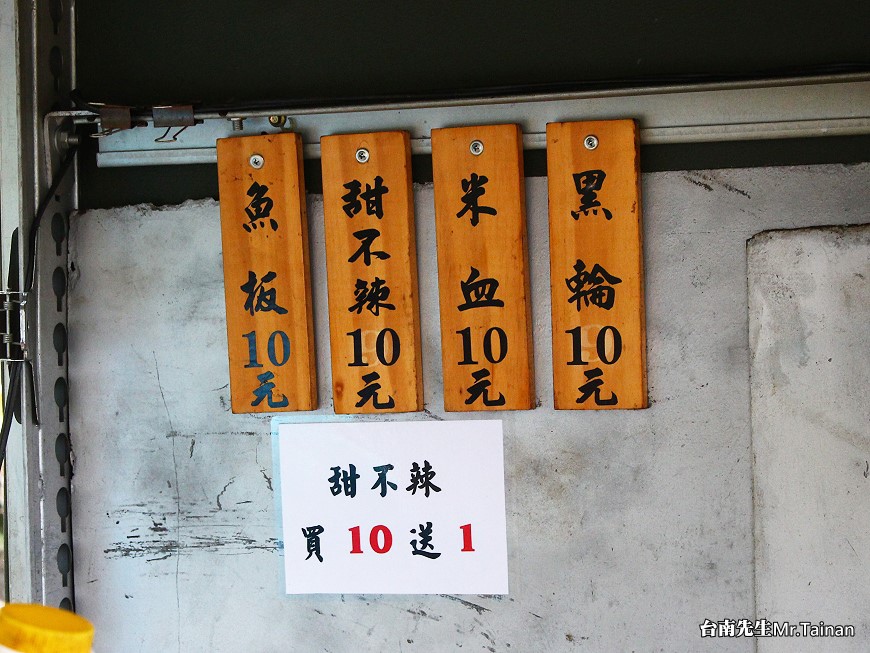 魚板10元
甜不辣10元
米血10元
黑輪10元
甜不辣
買10送1
台南先生Mr.Tainan